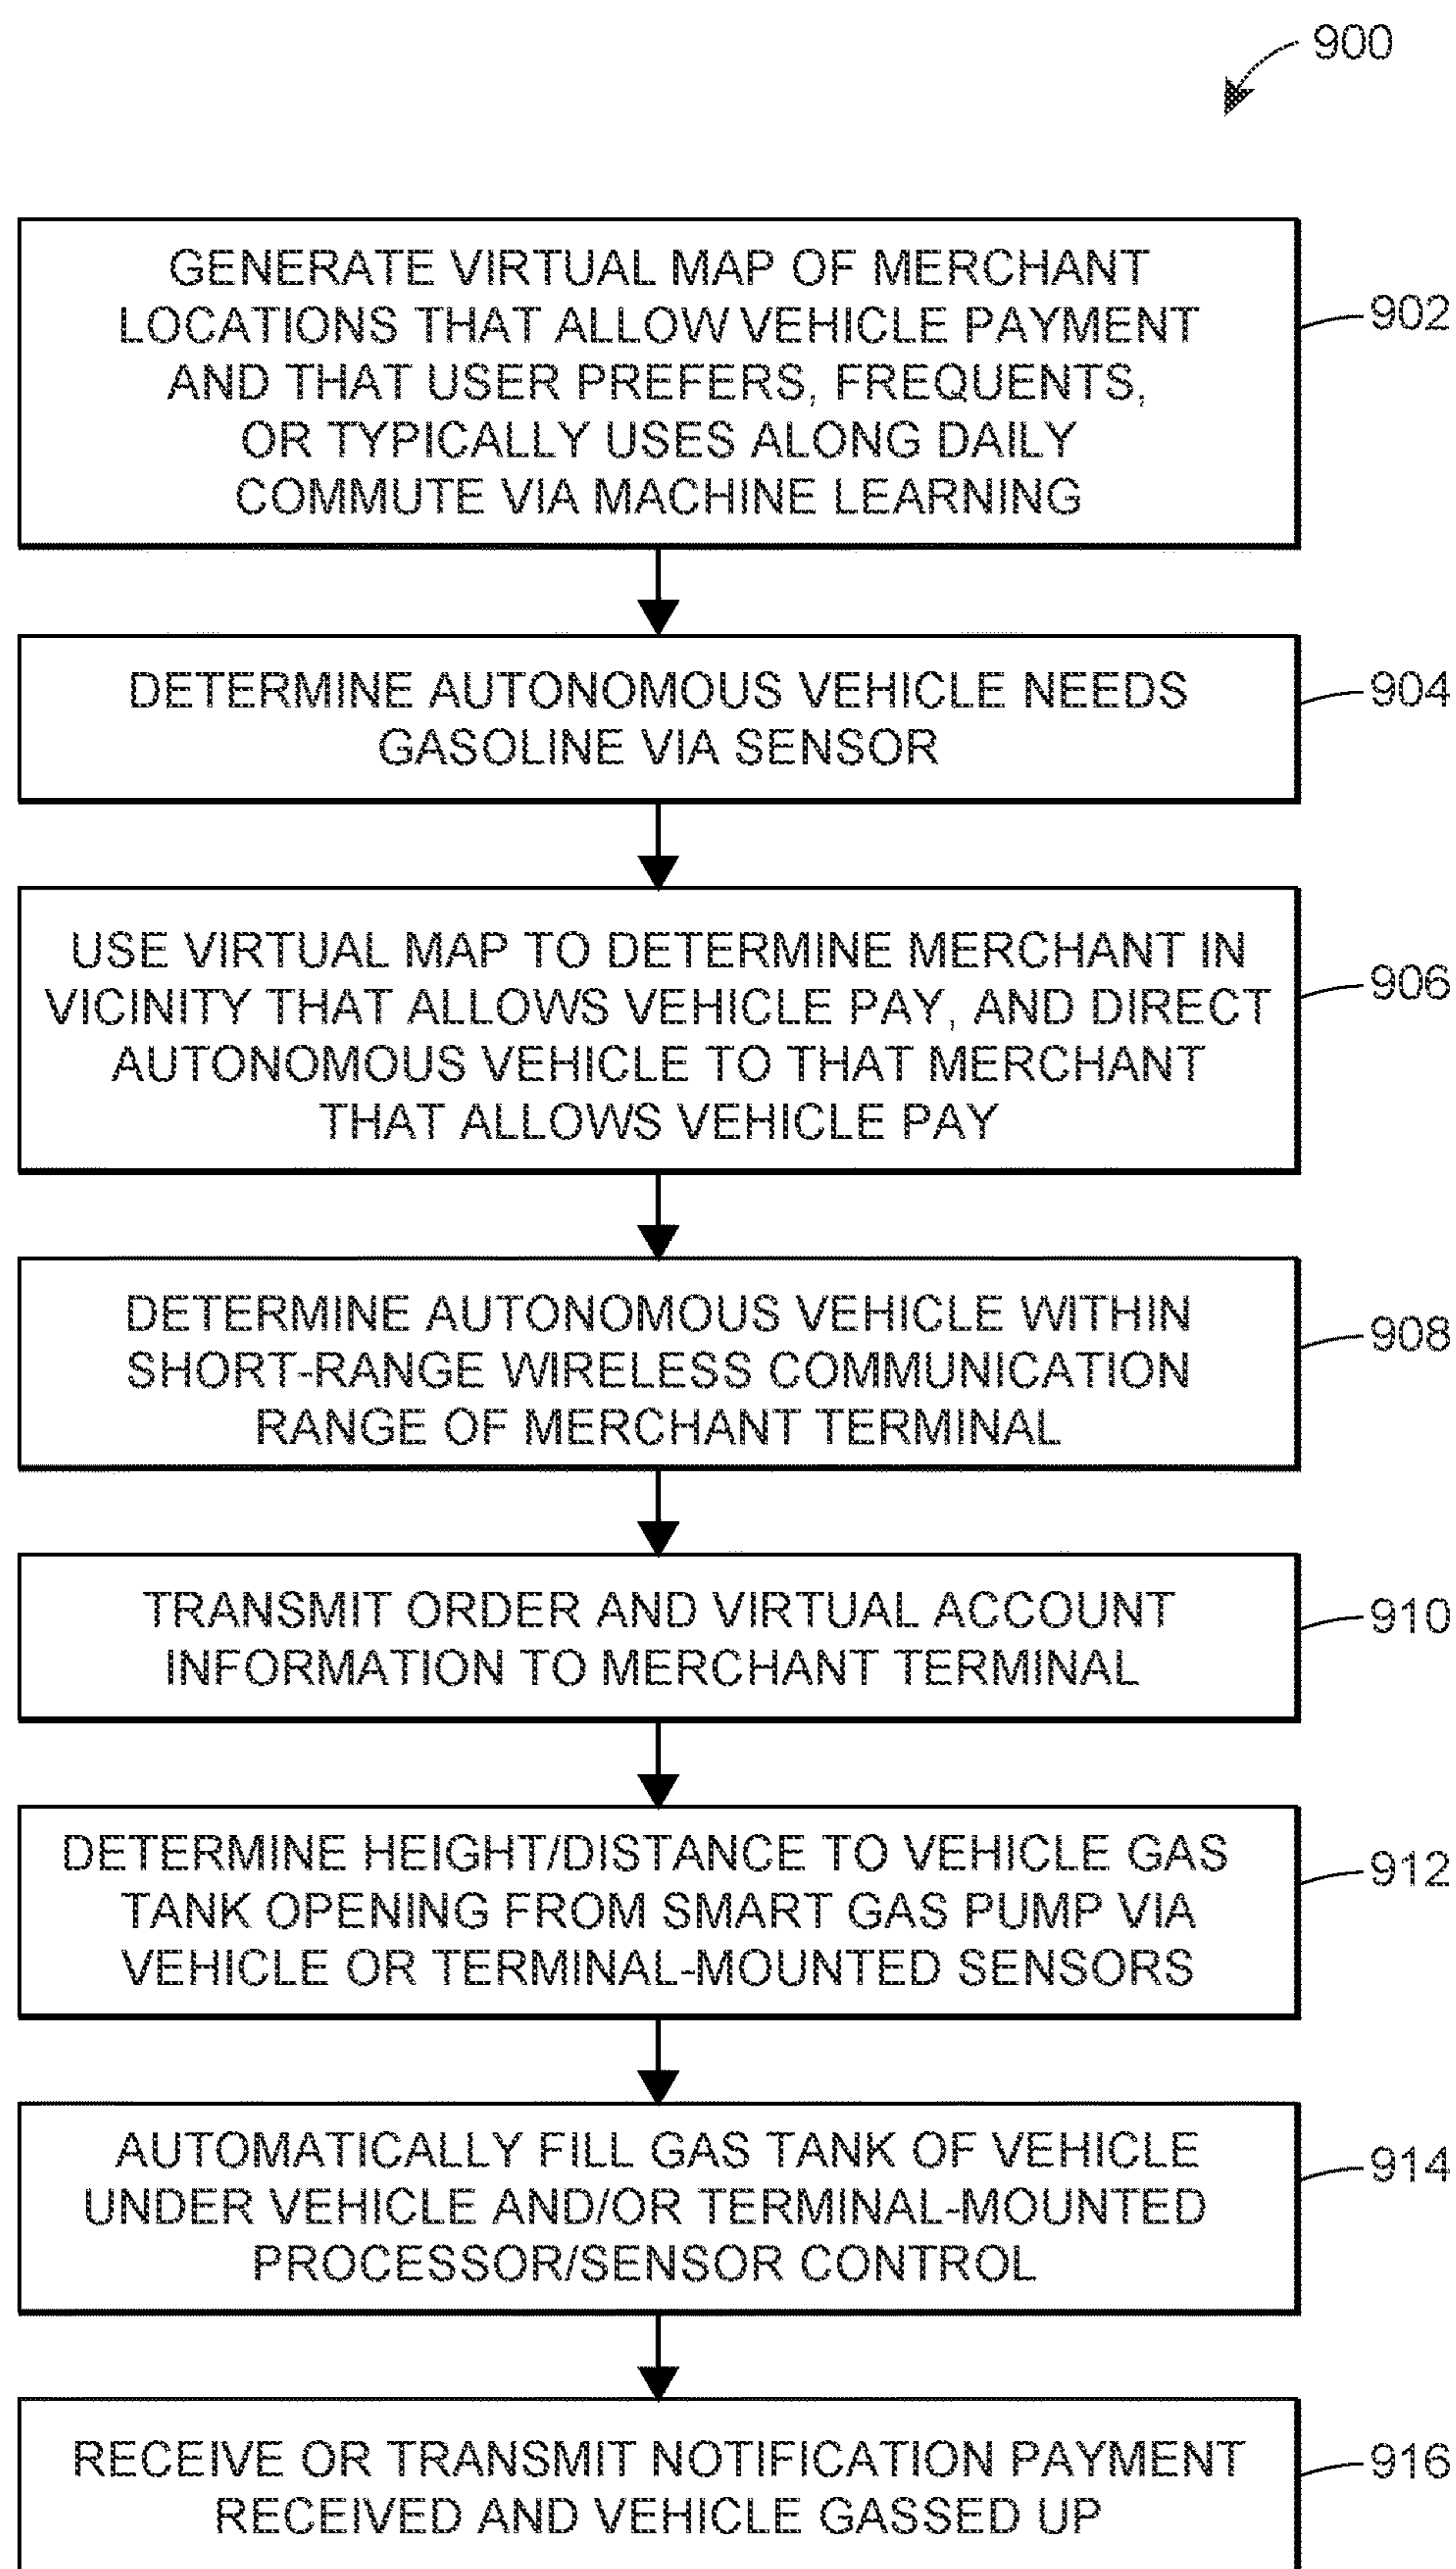 900
GENERATE VIRTUAL MAP OF MERCHANT
LOCATIONS THAT ALLOW VEHICLE PAYMENT
AND THAT USER PREFERS, FREQUENTS,
OR TYPICALLY USES ALONG DAILY
COMMUTE VIA MACHINE LEARNING
902
DETERMINE AUTONOMOUS VEHICLE NEEDS
GASOLINE VIA SENSOR
904
USE VIRTUAL MAP TO DETERMINE MERCHANT IN
VICINITY THAT ALLOWS VEHICLE PAY, AND DIRECT
AUTONOMOUS VEHICLE TO THAT MERCHANT
THAT ALLOWS VEHICLE PAY
906
DETERMINE AUTONOMOUS VEHICLE WITHIN
SHORT-RANGE WIRELESS COMMUNICATION
RANGE OF MERCHANT TERMINAL
908
TRANSMIT ORDER AND VIRTUAL ACCOUNT
INFORMATION TO MERCHANT TERMINAL
910
DETERMINE HEIGHT/DISTANCE TO VEHICLE GAS
TANK OPENING FROM SMART GAS PUMP VIA
VEHICLE OR TERMINAL-MOUNTED SENSORS
912
AUTOMATICALLY FILL GAS TANK OF VEHICLE
UNDER VEHICLE AND/OR TERMINAL-MOUNTED
PROCESSOR/SENSOR CONTROL
914
RECEIVE OR TRANSMIT NOTIFICATION PAYMENT
RECEIVED AND VEHICLE GASSED UP
916